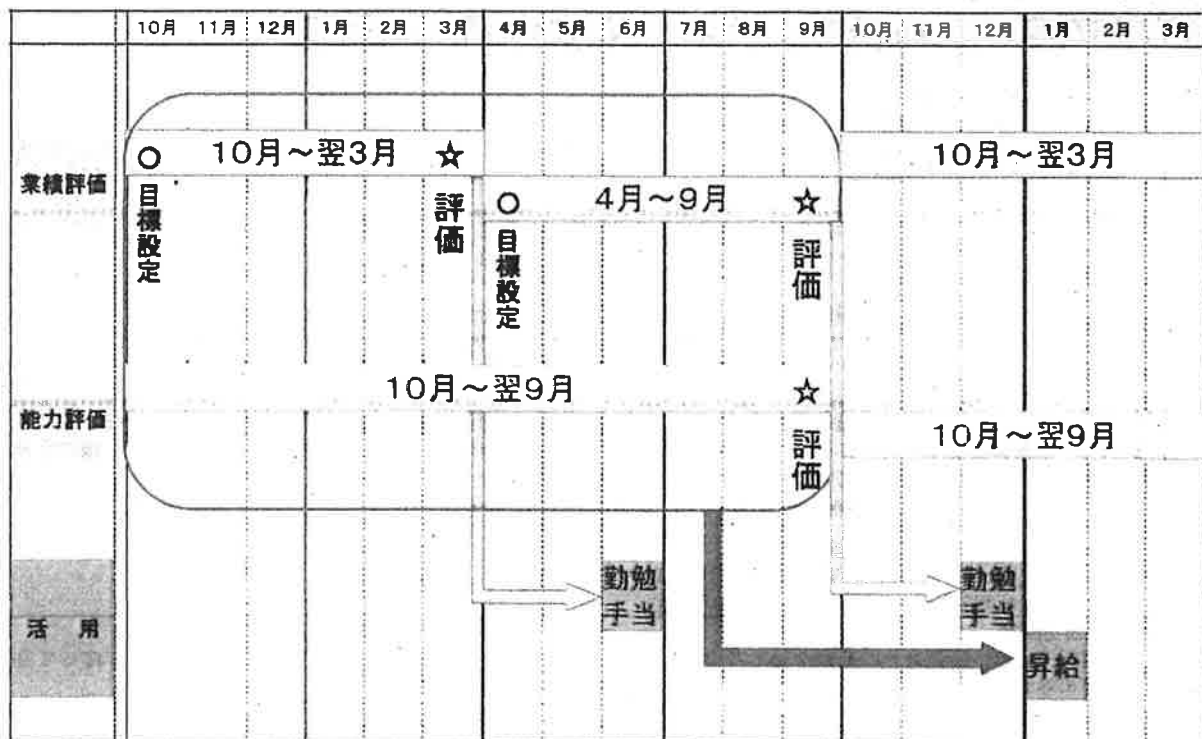 10月 11月 12月 1月 2月 3月 4月 5月 6月 7月 8月 9月 10月 11月 12月 1月 2月 3月
業績評価
○ 10月～翌3月 ☆
目標設定
評価
○ 4月～9月 ☆
目標設定
評価
10月～翌3月
能力評価
10月～翌9月 ☆
評価
10月～翌9月
活用
勤勉
手当
勤勉
手当
昇給